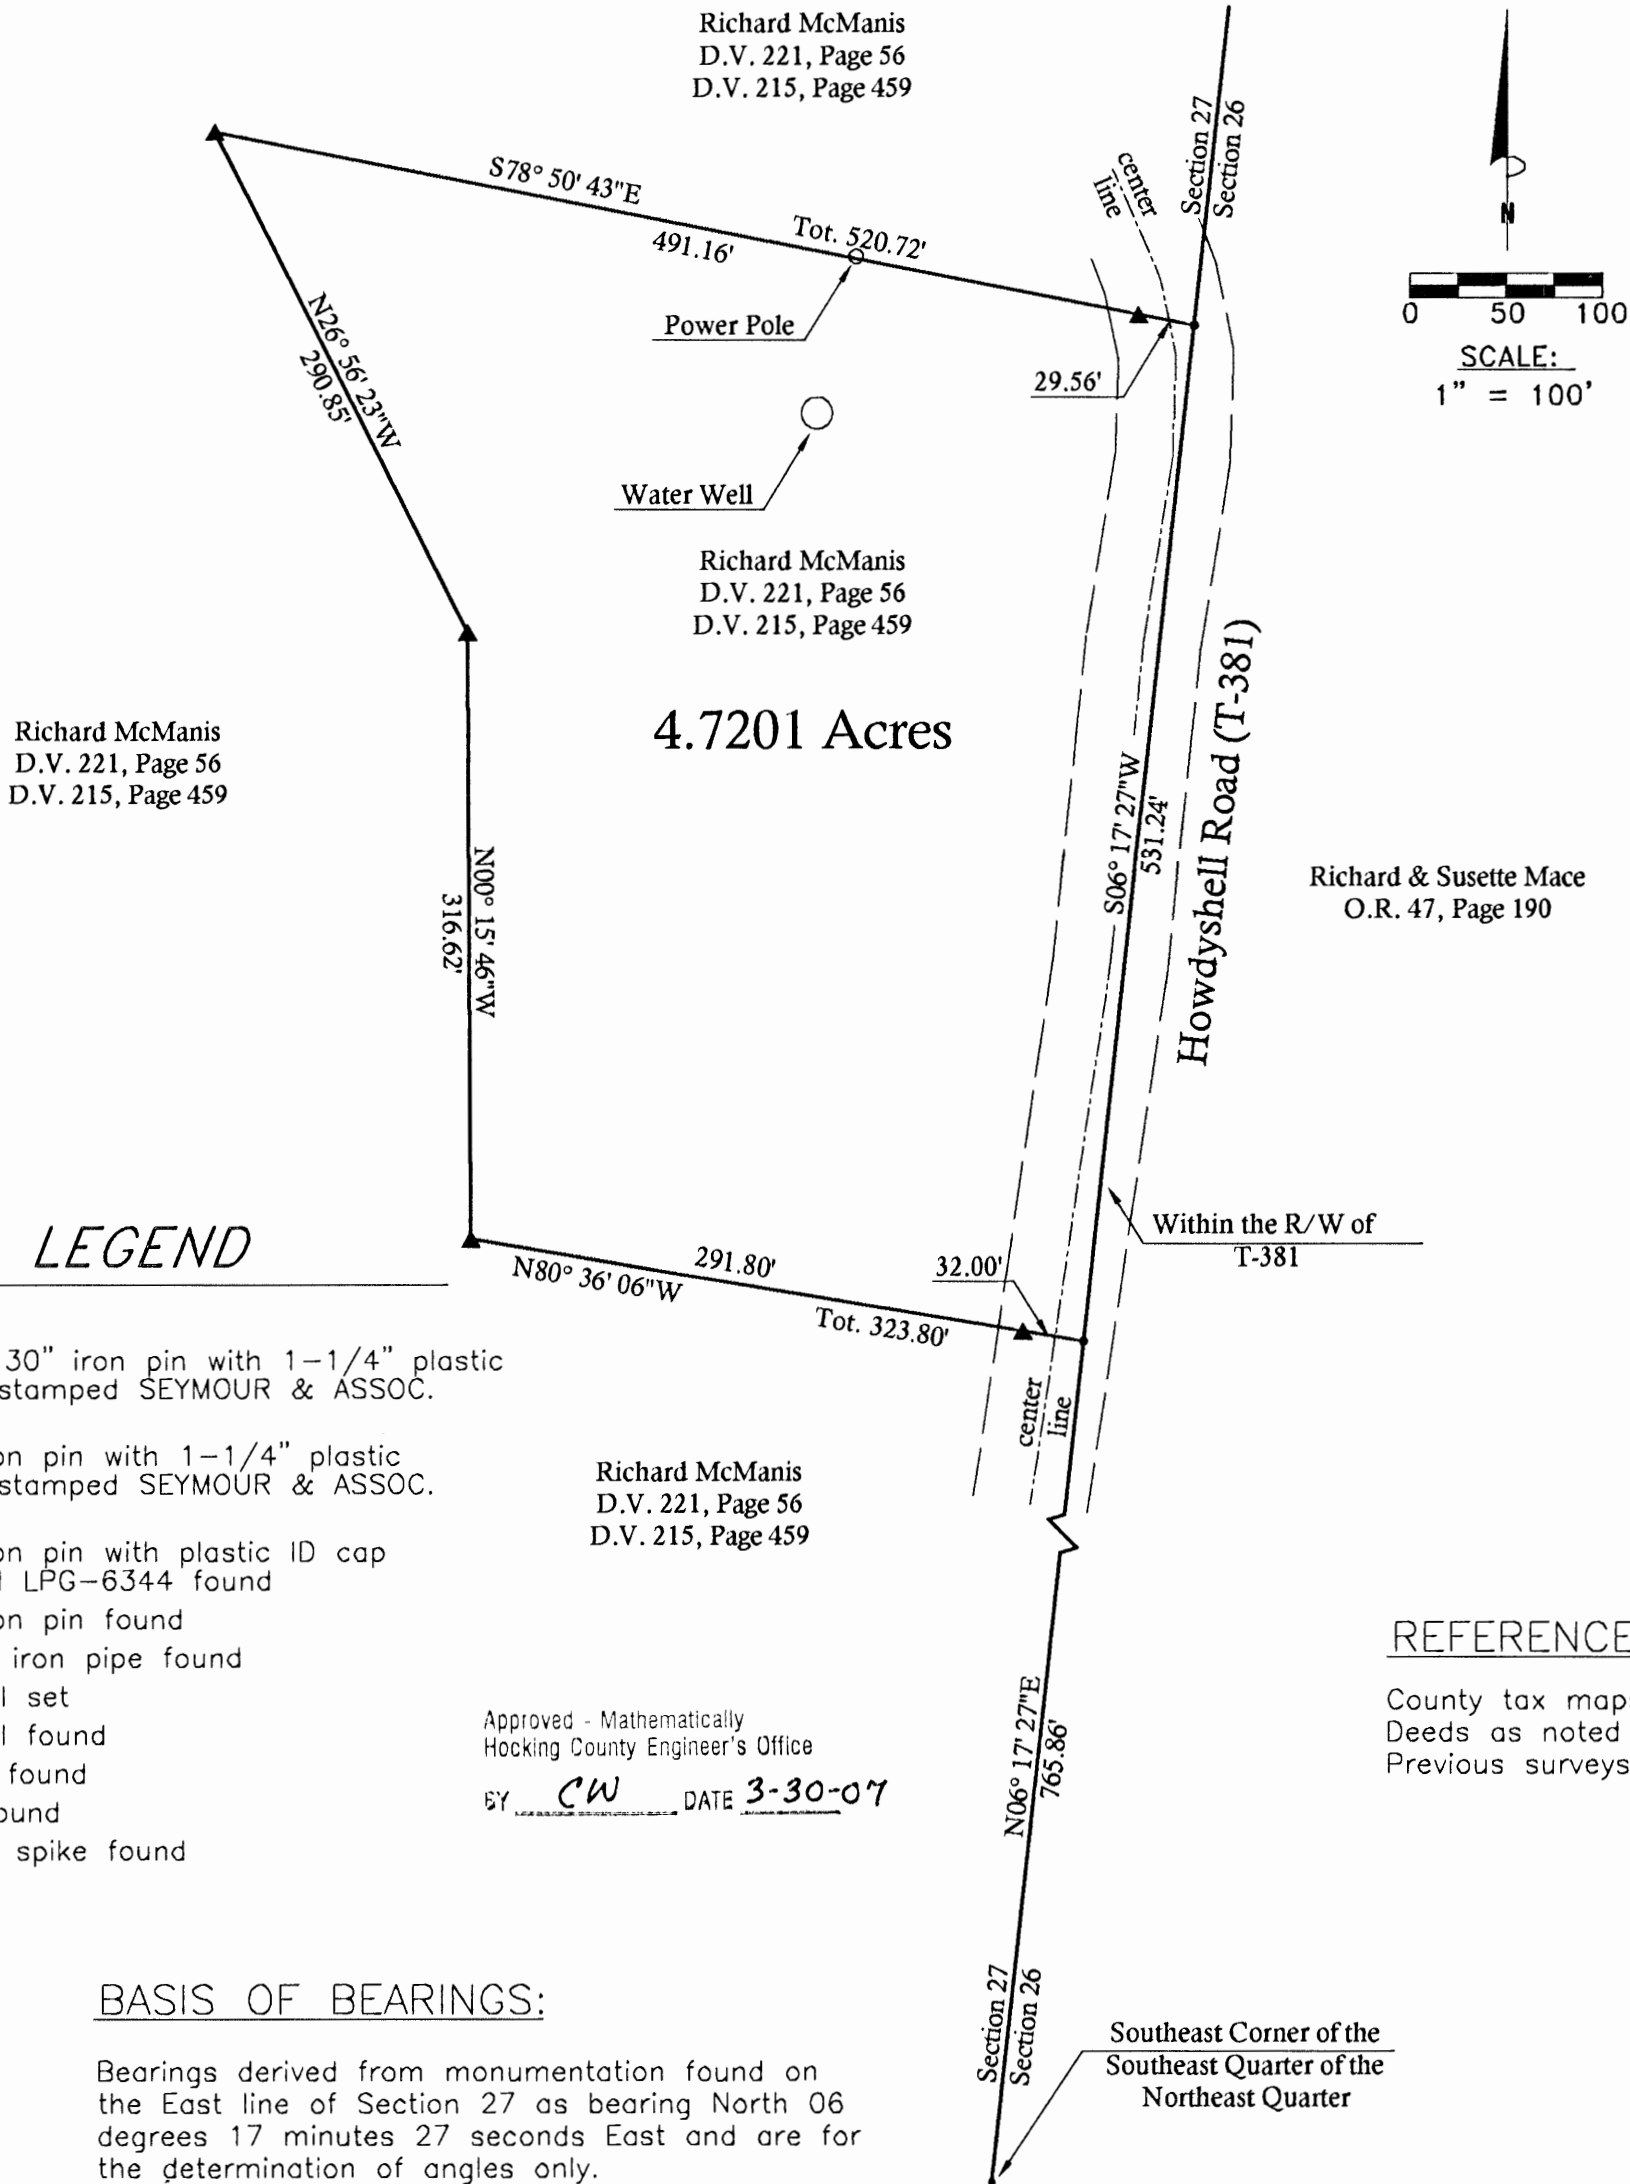 Richard McManis
D.V. 221, Page 56
D.V. 215, Page 459
Section 27
Section 26
center
line
N
0 50 100
SCALE:
1" = 100'
S78° 50' 43"E
491.16'
Tot. 520.72'
Power Pole
29.56'
N26° 56' 23"W
290.85'
Water Well
Richard McManis
D.V. 221, Page 56
D.V. 215, Page 459
4.7201 Acres
Richard McManis
D.V. 221, Page 56
D.V. 215, Page 459
S06° 17' 27"W
531.24'
Howdyshell Road (T-381)
Richard & Susette Mace
O.R. 47, Page 190
N00° 15' 46"W
316.62'
Within the R/W of
T-381
291.80'
N80° 36' 06"W
Tot. 323.80'
32.00'
center
line
LEGEND
30" iron pin with 1-1/4" plastic
stamped SEYMOUR & ASSOC.
pin with 1-1/4" plastic
stamped SEYMOUR & ASSOC.
pin with plastic ID cap
LPG-6344 found
pin found
iron pipe found
set
found
found
spike found
Richard McManis
D.V. 221, Page 56
D.V. 215, Page 459
Approved - Mathematically
Hocking County Engineer's Office
BY CW DATE 3-30-07
N06° 17' 27"E
765.86'
REFERENCE
County tax map
Deeds as noted
Previous surveys
Section 27
Section 26
Southeast Corner of the
Southeast Quarter of the
Northeast Quarter
BASIS OF BEARINGS:
Bearings derived from monumentation found on
the East line of Section 27 as bearing North 06
degrees 17 minutes 27 seconds East and are for
the determination of angles only.